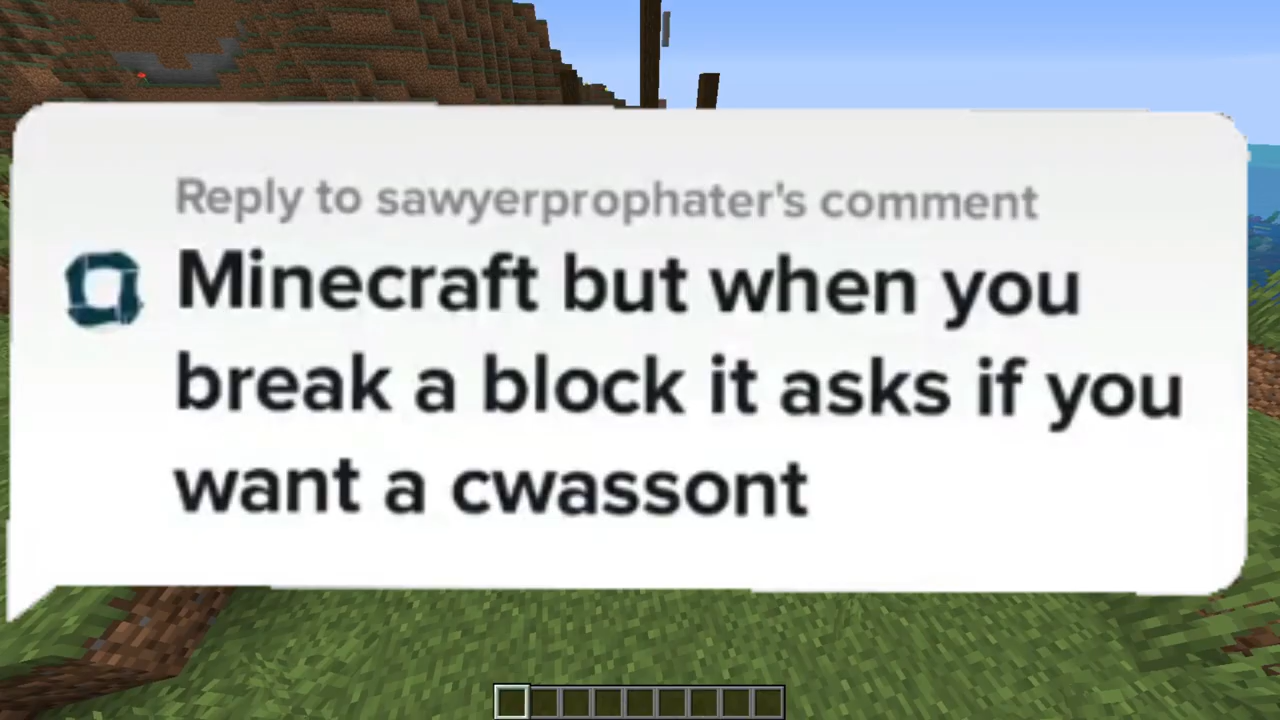 Reply to sawyerprophater's comment
Minecraft but when you
break a block it asks if you
want a cwassont